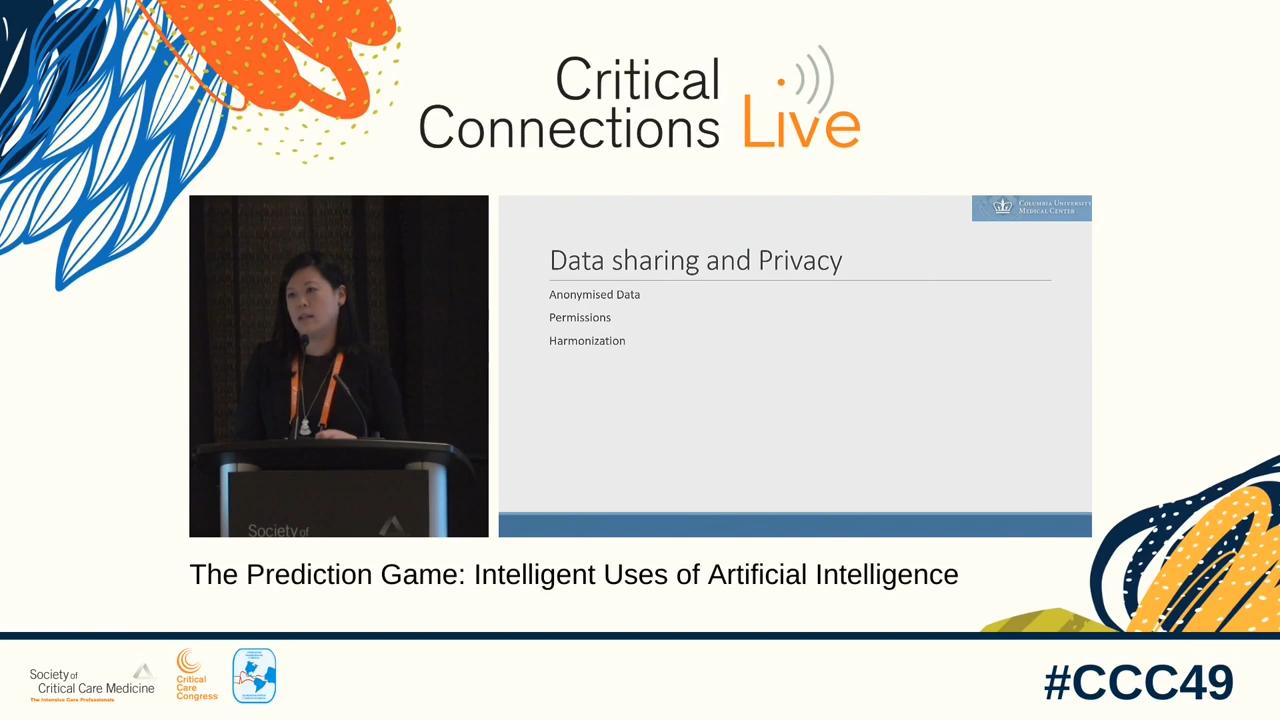 Critical
Connections Live
COLUMBIA UNIVERSITY
MEDICAL CENTER
Data sharing and Privacy
Anonymised Data
Permissions
Harmonization
Society of
The Prediction Game: Intelligent Uses of Artificial Intelligence
Society of
Critical Care Medicine
The Intensive Care Professionals
Critical
Care
Congress
#CCC49